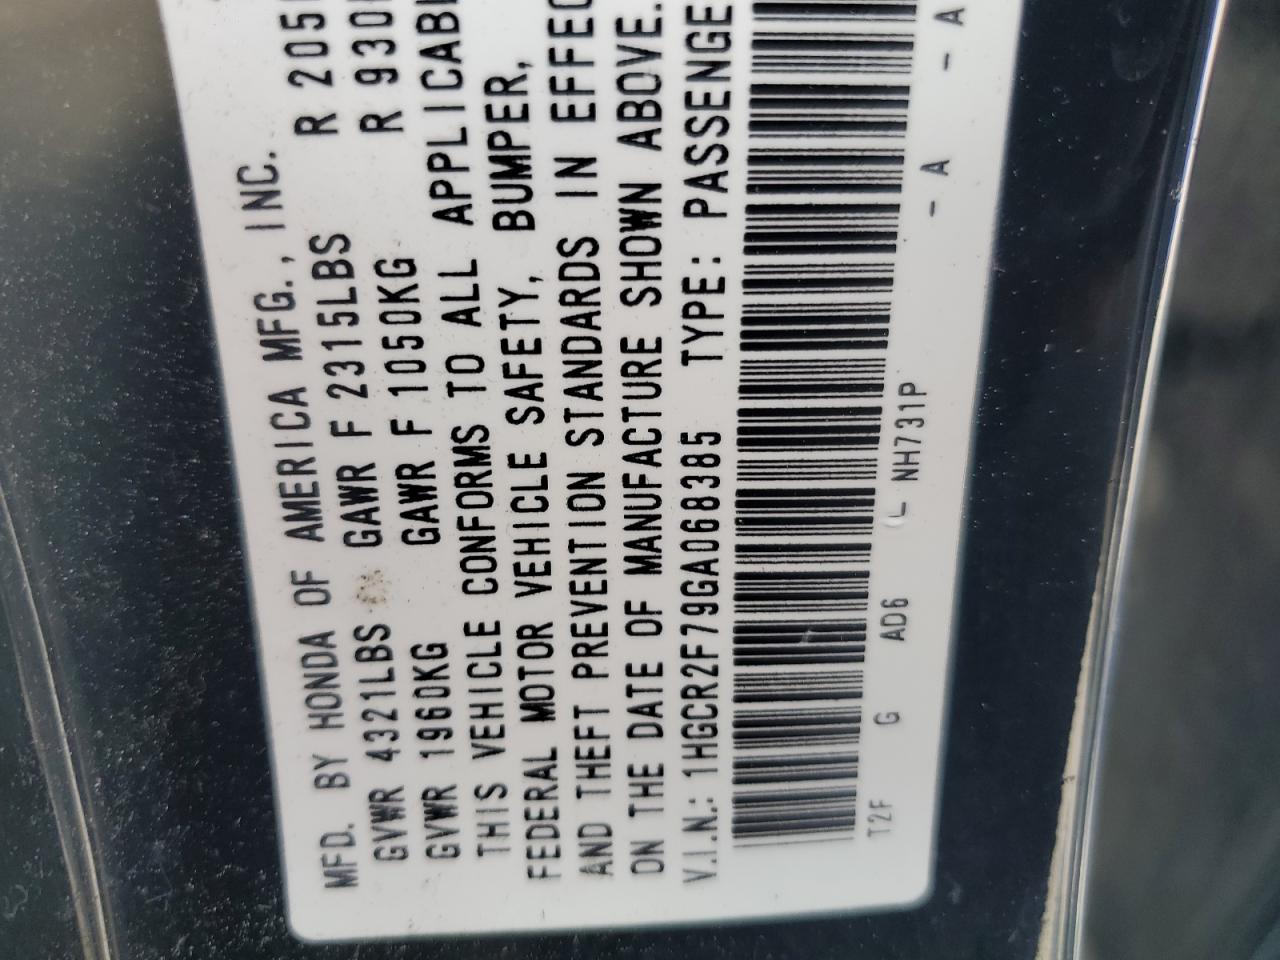 MFD. BY HONDA OF AMERICA MFG., INC.
GVWR 4321LBS GAWR F 2315LBS R 205
GVWR 1960KG GAWR F 1050KG R 930
THIS VEHICLE CONFORMS TO ALL APPLICABL
FEDERAL MOTOR VEHICLE SAFETY, BUMPER,
AND THEFT PREVENTION STANDARDS IN EFFEC
ON THE DATE OF MANUFACTURE SHOWN ABOVE.
V.I.N.: 1HGCR2F79GA068385 TYPE: PASSENGE
T2F G AD6 L NH731P - A - A